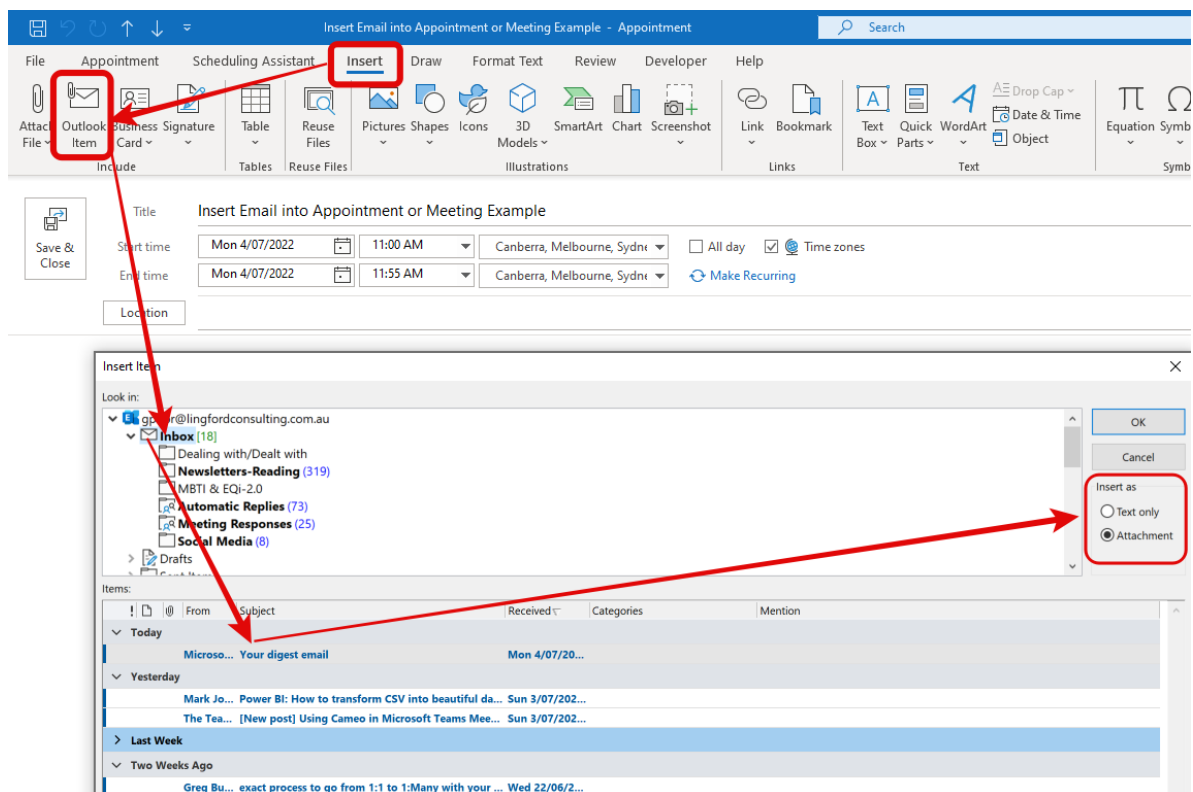 Insert Email into Appointment or Meeting Example - Appointment
Search
File Appointment Scheduling Assistant Insert Draw Format Text Review Developer Help
Attach File
Outlook Item
Business Card
Signature
Table
Reuse Files
Pictures
Shapes
Icons
3D Models
SmartArt
Chart
Screenshot
Link
Bookmark
Text Box
Quick Parts
WordArt
Drop Cap
Date & Time
Object
Equation
Symb
Include Tables Reuse Files Illustrations Links Text Symb
Save & Close
Title Insert Email into Appointment or Meeting Example
Start time Mon 4/07/2022 11:00 AM Canberra, Melbourne, Sydne All day Time zones
End time Mon 4/07/2022 11:55 AM Canberra, Melbourne, Sydne Make Recurring
Location
Insert Item
Look in:
@lingfordconsulting.com.au
Inbox [18]
Dealing with/Dealt with
Newsletters-Reading (319)
MBTI & EQi-2.0
Automatic Replies (73)
Meeting Responses (25)
Social Media (8)
Drafts
OK
Cancel
Insert as
Text only
Attachment
Items:
! From Subject Received Categories Mention
Today
Microso... Your digest email Mon 4/07/20...
Yesterday
Mark Jo... Power BI: How to transform CSV into beautiful da... Sun 3/07/202...
The Tea... [New post] Using Cameo in Microsoft Teams Mee... Sun 3/07/202...
Last Week
Two Weeks Ago
Greg Bu... exact process to go from 1:1 to 1:Many with your ... Wed 22/06/2...